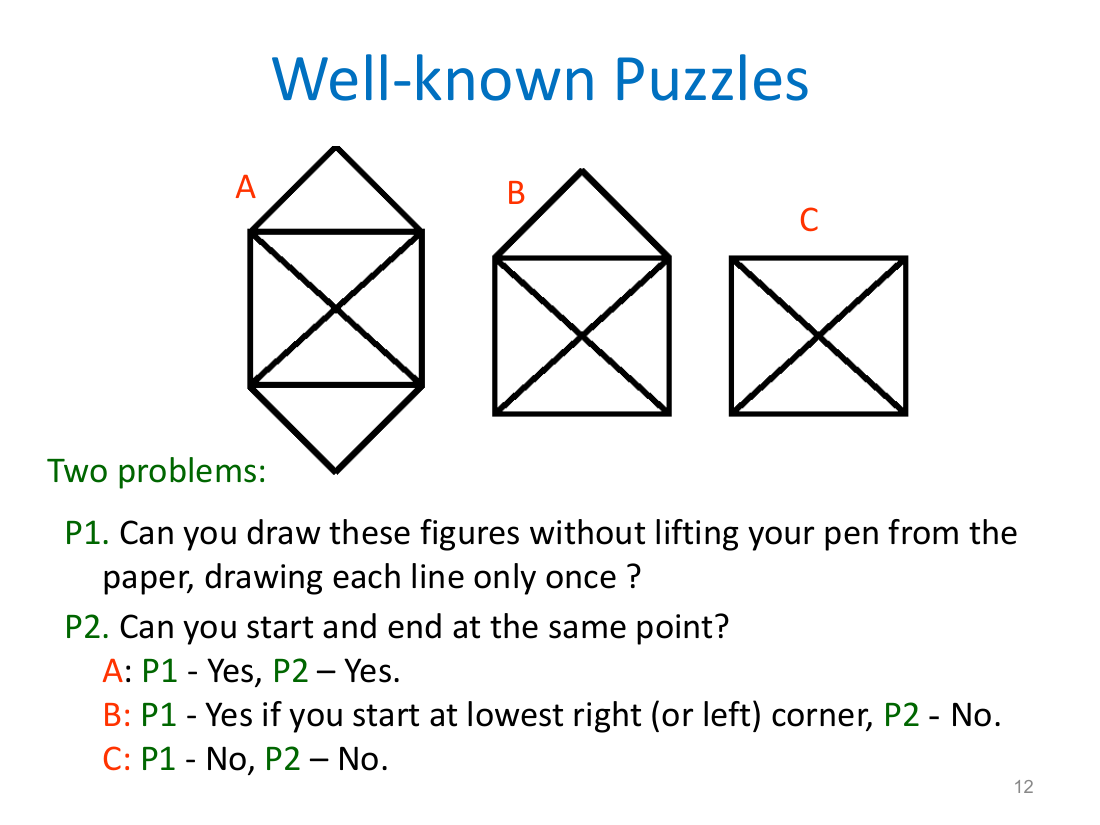 Well-known Puzzles
A
B
C
Two problems:
P1. Can you draw these figures without lifting your pen from the
paper, drawing each line only once ?
P2. Can you start and end at the same point?
A: P1 - Yes, P2 – Yes.
B: P1 - Yes if you start at lowest right (or left) corner, P2 - No.
C: P1 - No, P2 – No.
12